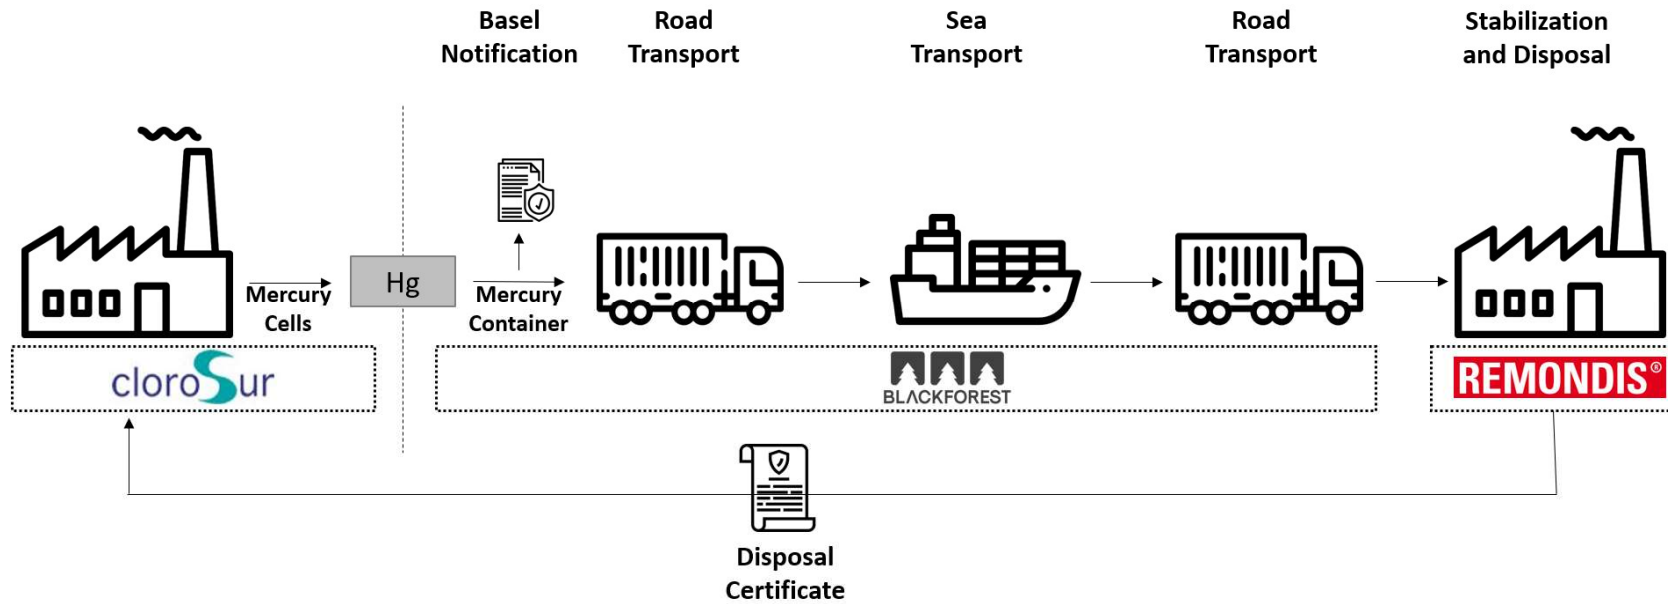 Basel
Notification
Road
Transport
Sea
Transport
Road
Transport
Stabilization
and Disposal
Mercury
Cells
Hg
Mercury
Container
cloroSur
BLACKFOREST
REMONDIS®
Disposal
Certificate